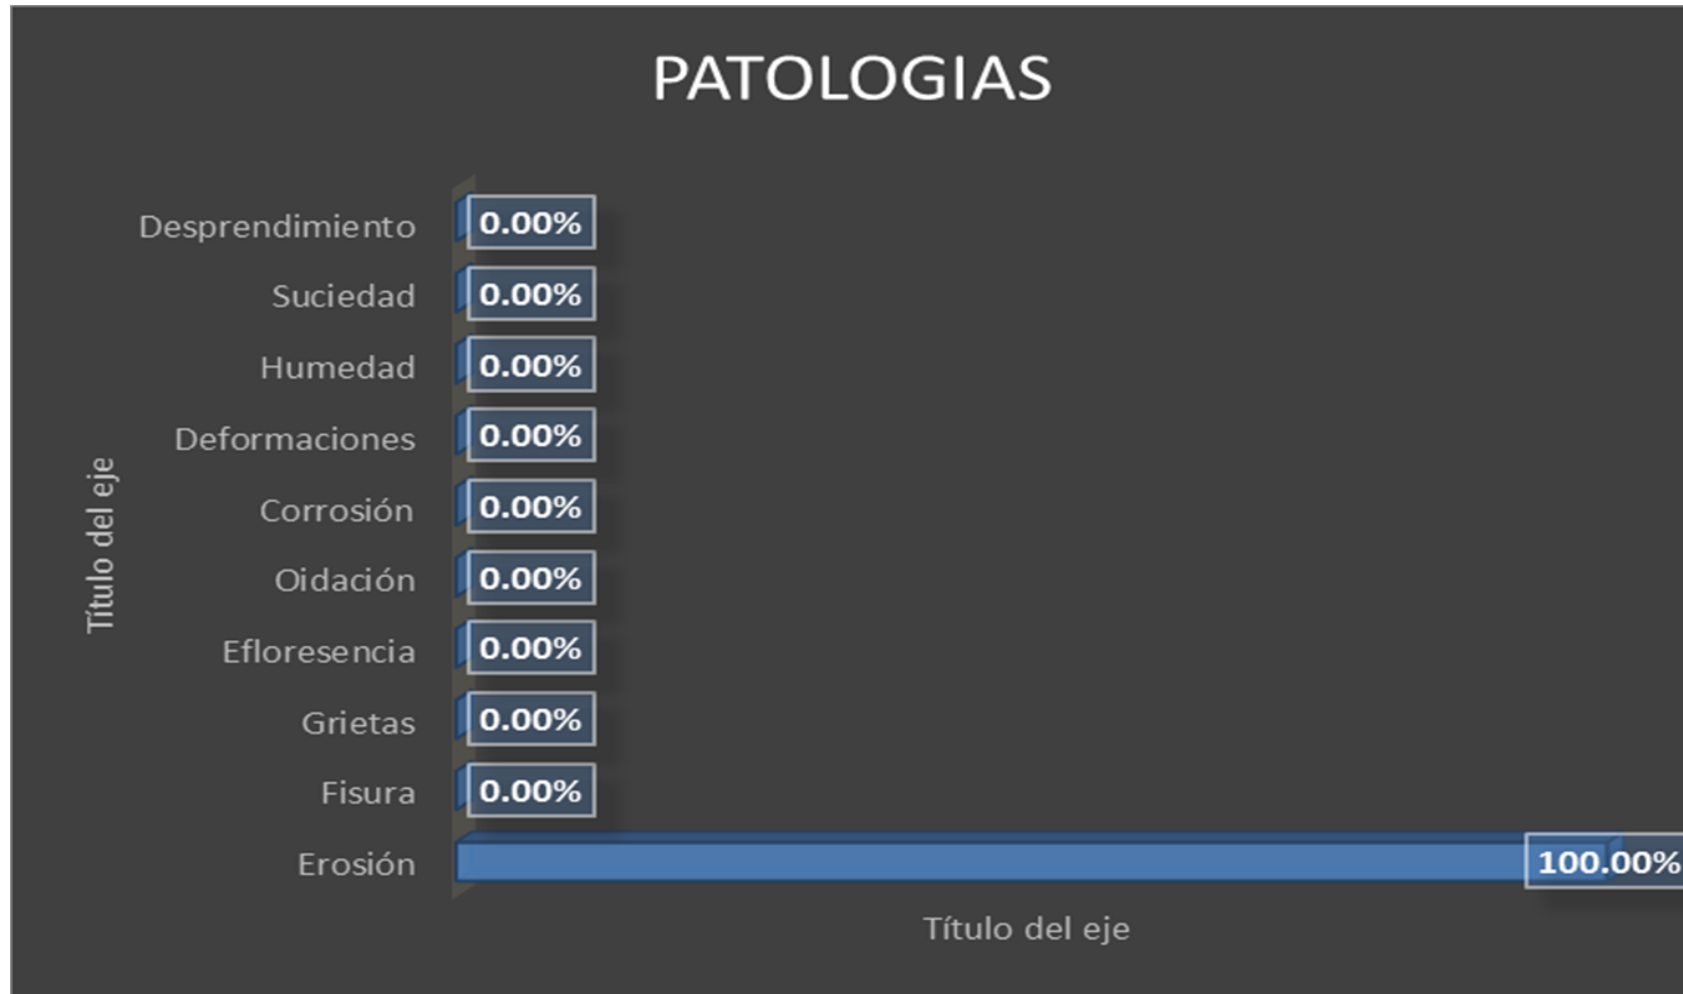 PATOLOGIAS
Desprendimiento 0.00%
Suciedad 0.00%
Humedad 0.00%
Deformaciones 0.00%
Corrosión 0.00%
Oidación 0.00%
Efloresencia 0.00%
Grietas 0.00%
Fisura 0.00%
Erosión 100.00%
Título del eje
Título del eje